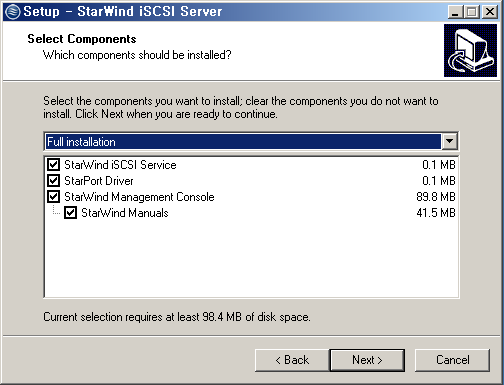 Setup - StarWind iSCSI Server
Select Components
Which components should be installed?
Select the components you want to install; clear the components you do not want to
install. Click Next when you are ready to continue.
Full installation
StarWind iSCSI Service 0.1 MB
StarPort Driver 0.1 MB
StarWind Management Console 89.8 MB
StarWind Manuals 41.5 MB
Current selection requires at least 98.4 MB of disk space.
< Back Next > Cancel